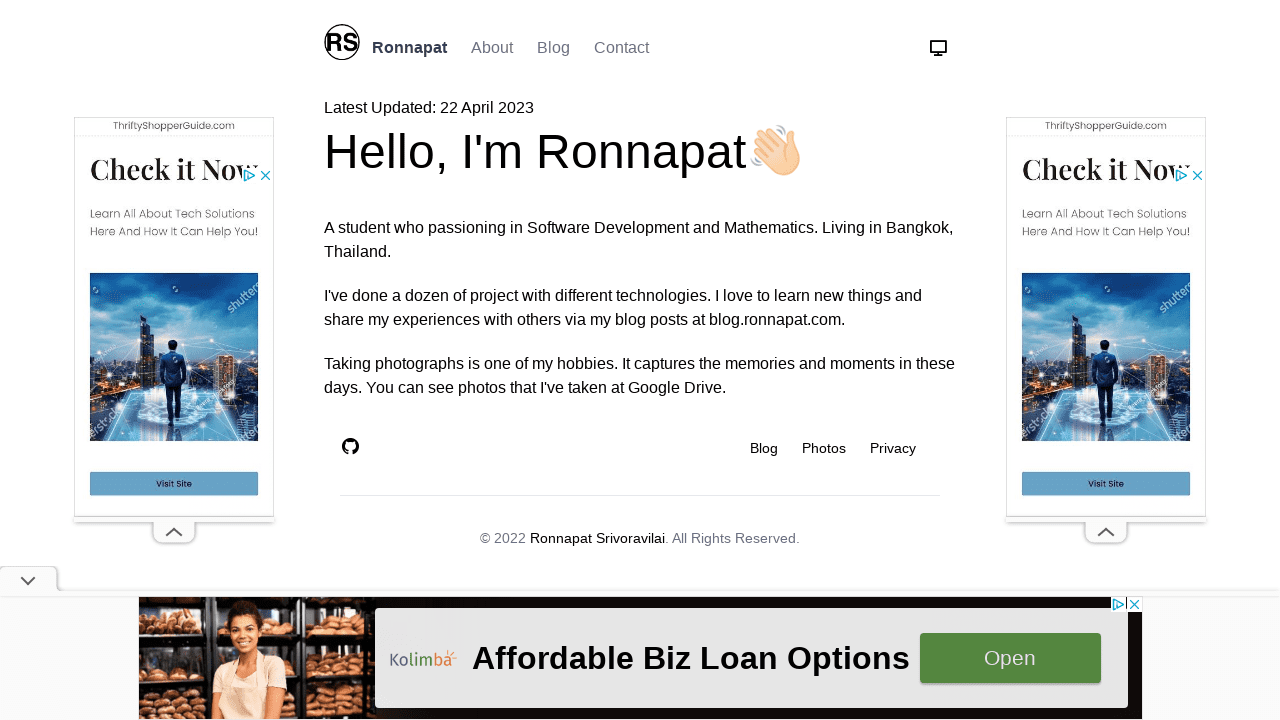 RS
Ronnapat About Blog Contact
Latest Updated: 22 April 2023
Hello, I'm Ronnapat👋🏻
A student who passioning in Software Development and Mathematics. Living in Bangkok,
Thailand.
I've done a dozen of project with different technologies. I love to learn new things and
share my experiences with others via my blog posts at blog.ronnapat.com.
Taking photographs is one of my hobbies. It captures the memories and moments in these
days. You can see photos that I've taken at Google Drive.
Blog Photos Privacy
© 2022 Ronnapat Srivoravilai. All Rights Reserved.
ThriftyShopperGuide.com
Check it Now
Learn All About Tech Solutions
Here And How It Can Help You!
Visit Site
ThriftyShopperGuide.com
Check it Now
Learn All About Tech Solutions
Here And How It Can Help You!
Visit Site
Kolimba
Affordable Biz Loan Options
Open